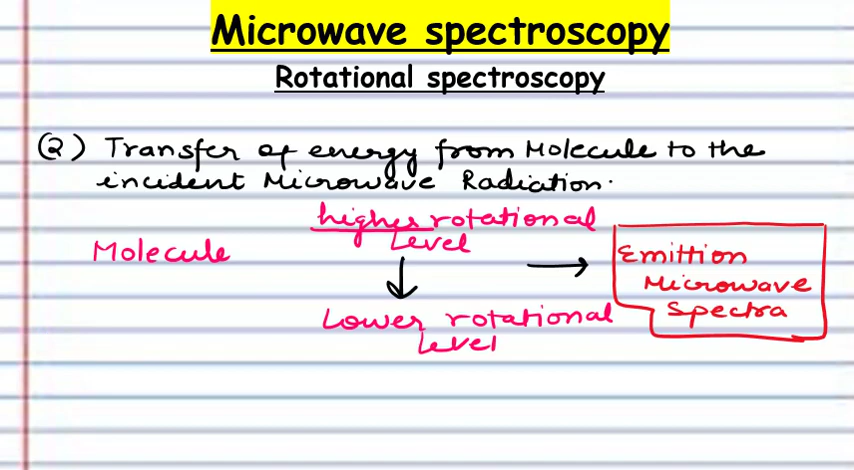 Microwave spectroscopy
Rotational spectroscopy
(2) Transfer of energy from Molecule to the
incident Microwave Radiation.
higher rotational
level
Molecule
Lower rotational
level
Emittion
Microwave
Spectra